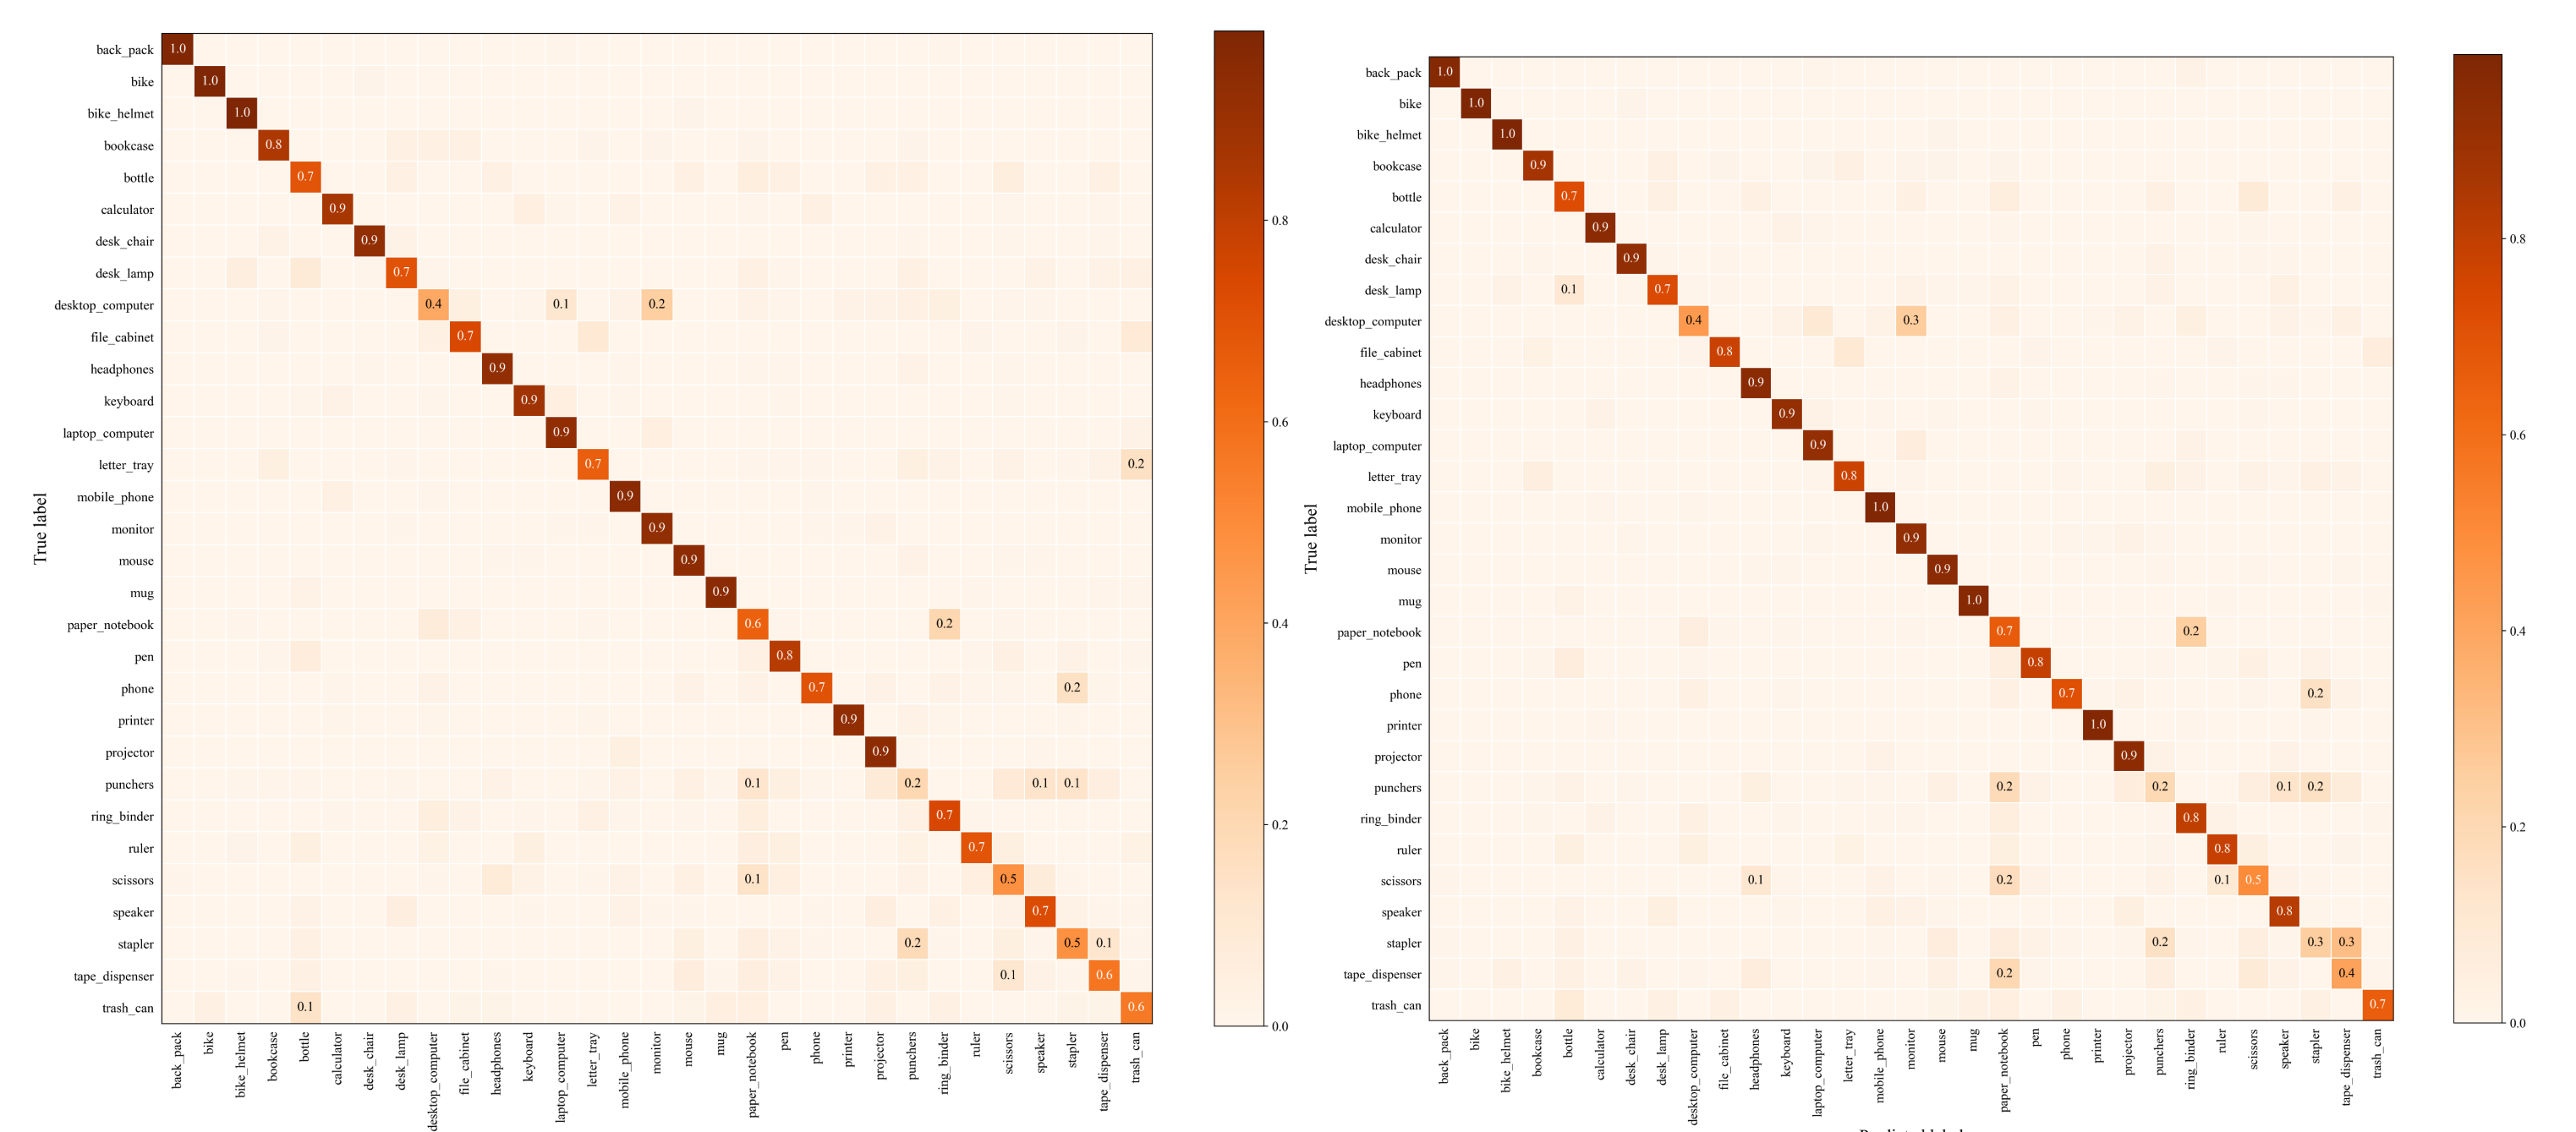 back_pack 1.0
bike 1.0
bike_helmet 1.0
bookcase 0.8
bottle 0.7
calculator 0.9
desk_chair 0.9
desk_lamp 0.7
desktop_computer 0.4 0.1 0.2
file_cabinet 0.7
headphones 0.9
keyboard 0.9
laptop_computer 0.9
letter_tray 0.7 0.2
mobile_phone 0.9
monitor 0.9
mouse 0.9
mug 0.9
paper_notebook 0.6 0.2
pen 0.8
phone 0.7 0.2
printer 0.9
projector 0.9
punchers 0.1 0.2 0.1 0.1
ring_binder 0.7
ruler 0.7
scissors 0.1 0.5
speaker 0.7
stapler 0.2 0.5 0.1
tape_dispenser 0.1 0.6
trash_can 0.1 0.6
True label
back_pack
bike
bike_helmet
bookcase
bottle
calculator
desk_chair
desk_lamp
desktop_computer
file_cabinet
headphones
keyboard
laptop_computer
letter_tray
mobile_phone
monitor
mouse
mug
paper_notebook
pen
phone
printer
projector
punchers
ring_binder
ruler
scissors
speaker
stapler
tape_dispenser
trash_can
0.8
0.6
0.4
0.2
0.0
back_pack 1.0
bike 1.0
bike_helmet 1.0
bookcase 0.9
bottle 0.7
calculator 0.9
desk_chair 0.9
desk_lamp 0.1 0.7
desktop_computer 0.4 0.3
file_cabinet 0.8
headphones 0.9
keyboard 0.9
laptop_computer 0.9
letter_tray 0.8
mobile_phone 1.0
monitor 0.9
mouse 0.9
mug 1.0
paper_notebook 0.7 0.2
pen 0.8
phone 0.7 0.2
printer 1.0
projector 0.9
punchers 0.2 0.2 0.1 0.2
ring_binder 0.8
ruler 0.8
scissors 0.1 0.2 0.1 0.5
speaker 0.8
stapler 0.2 0.3 0.3
tape_dispenser 0.2 0.4
trash_can 0.7
True label
back_pack
bike
bike_helmet
bookcase
bottle
calculator
desk_chair
desk_lamp
desktop_computer
file_cabinet
headphones
keyboard
laptop_computer
letter_tray
mobile_phone
monitor
mouse
mug
paper_notebook
pen
phone
printer
projector
punchers
ring_binder
ruler
scissors
speaker
stapler
tape_dispenser
trash_can
0.8
0.6
0.4
0.2
0.0